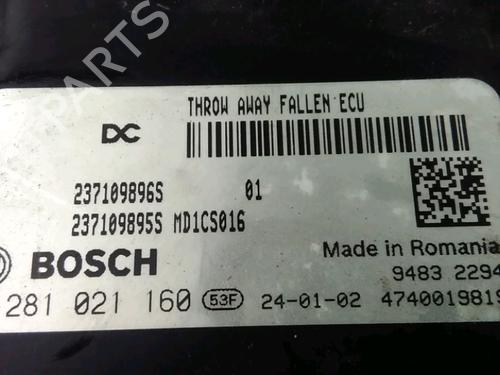 THROW AWAY FALLEN ECU
DC
237109896S 01
237109895S MD1CS016
BOSCH
Made in Romania
9483 2294
281 021 160 53F 24-01-02 4740019819